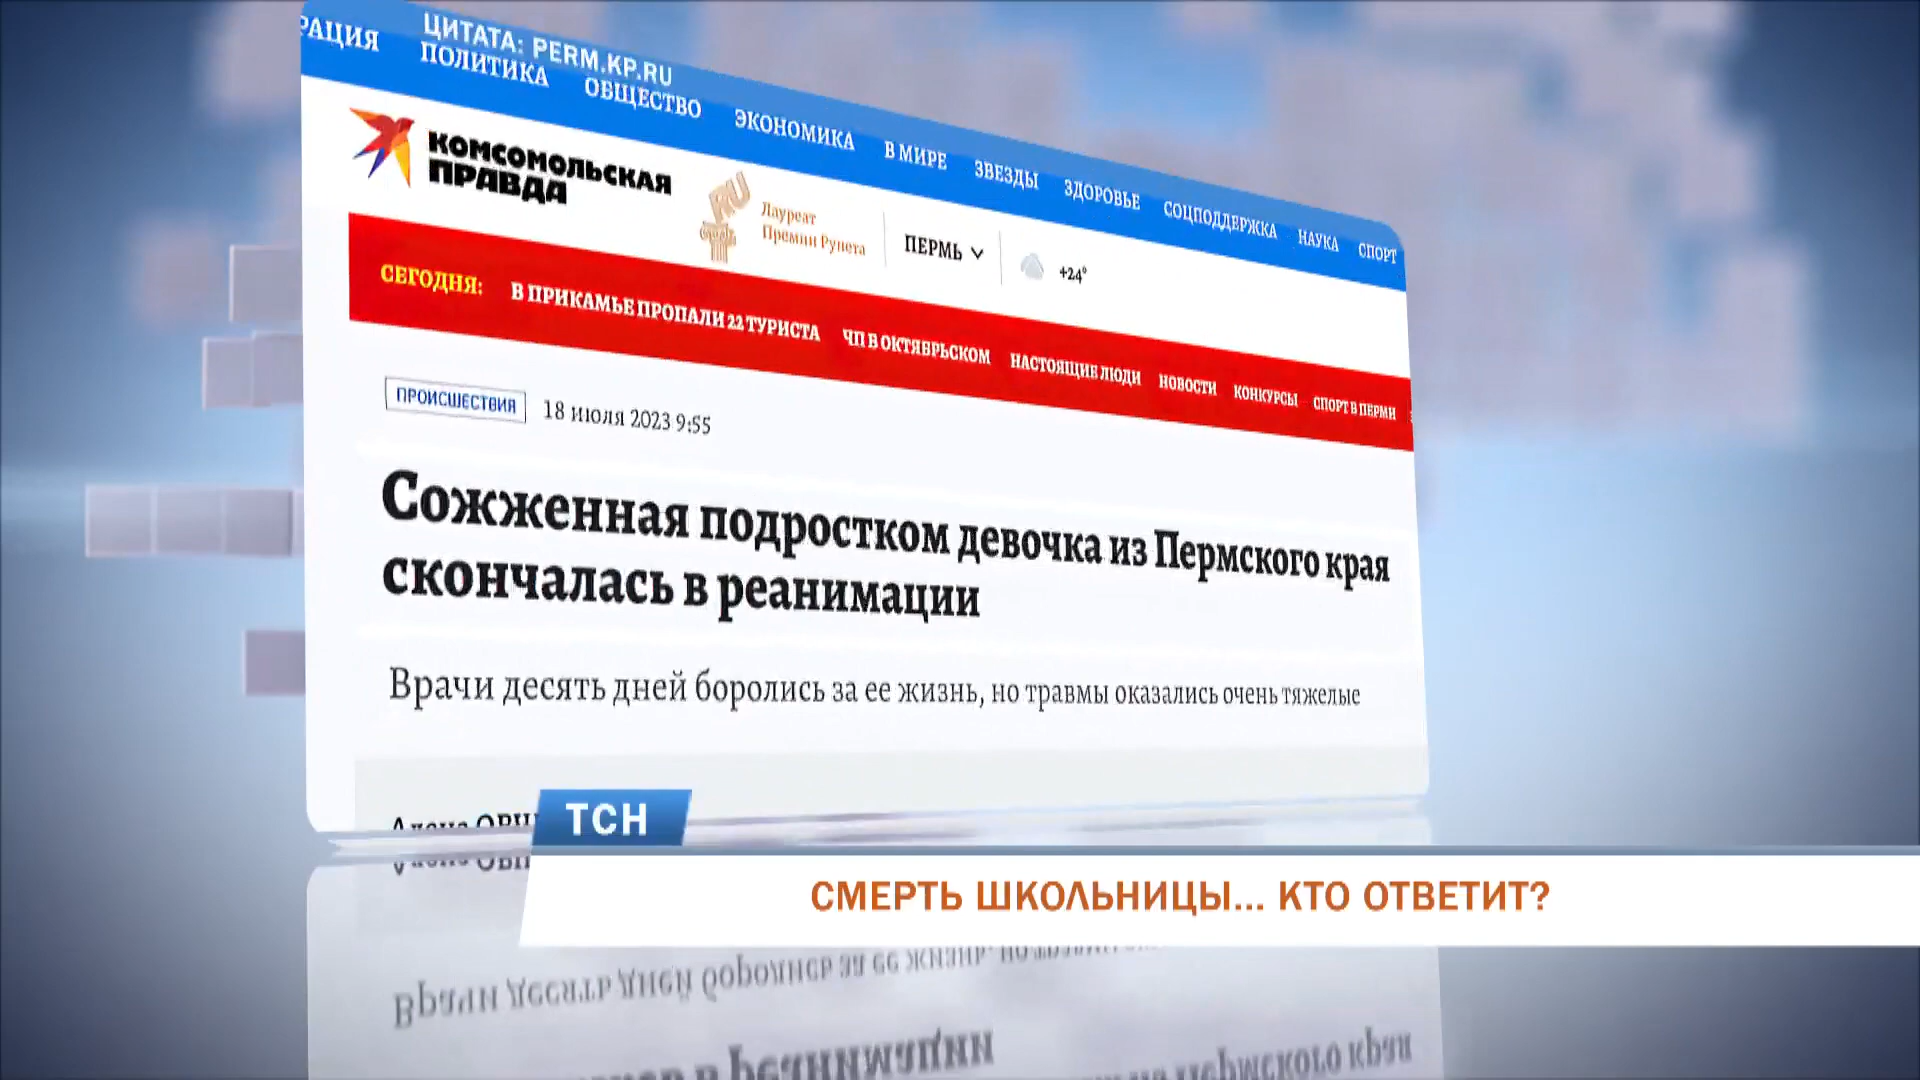 ЦИТАТА: PERM.KP.RU
РАЦИЯ ПОЛИТИКА ОБЩЕСТВО ЭКОНОМИКА В МИРЕ ЗВЕЗДЫ ЗДОРОВЬЕ СОЦПОДДЕРЖКА НАУКА СПОРТ
КОМСОМОЛЬСКАЯ
ПРАВДА
RU
Лауреат
Премии Рунета
ПЕРМЬ
+24°
СЕГОДНЯ: В ПРИКАМЬЕ ПРОПАЛИ 22 ТУРИСТА ЧП В ОКТЯБРЬСКОМ НАСТОЯЩИЕ ЛЮДИ НОВОСТИ КОНКУРСЫ СПОРТ В ПЕРМИ
ПРОИСШЕСТВИЯ 18 июля 2023 9:55
Сожженная подростком девочка из Пермского края
скончалась в реанимации
Врачи десять дней боролись за ее жизнь, но травмы оказались очень тяжелые
ТСН
СМЕРТЬ ШКОЛЬНИЦЫ... КТО ОТВЕТИТ?